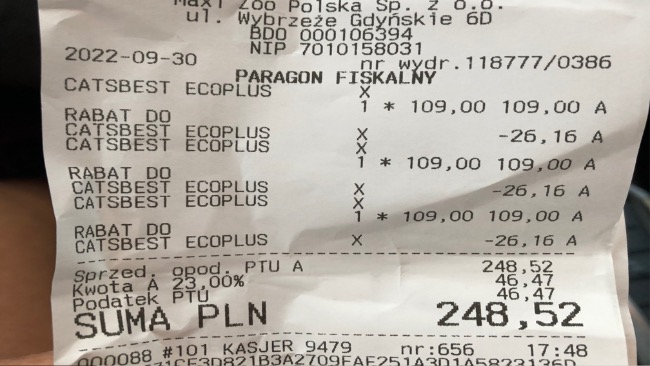 Maxi Zoo Polska Sp. z o.o.
ul. Wybrzeże Gdyńskie 6D
BDO 000106394
NIP 7010158031
2022-09-30 nr wydr.118777/0386
PARAGON FISKALNY
CATSBEST ECOPLUS X
1 * 109,00 109,00 A
RABAT DO
CATSBEST ECOPLUS X -26,16 A
CATSBEST ECOPLUS X
1 * 109,00 109,00 A
RABAT DO
CATSBEST ECOPLUS X -26,16 A
CATSBEST ECOPLUS X
1 * 109,00 109,00 A
RABAT DO
CATSBEST ECOPLUS X -26,16 A
Sprzed. opod. PTU A 248,52
Kwota A 23,00% 46,47
Podatek PTU 46,47
SUMA PLN 248,52
000088 #101 KASJER 9479 nr:656 17:48